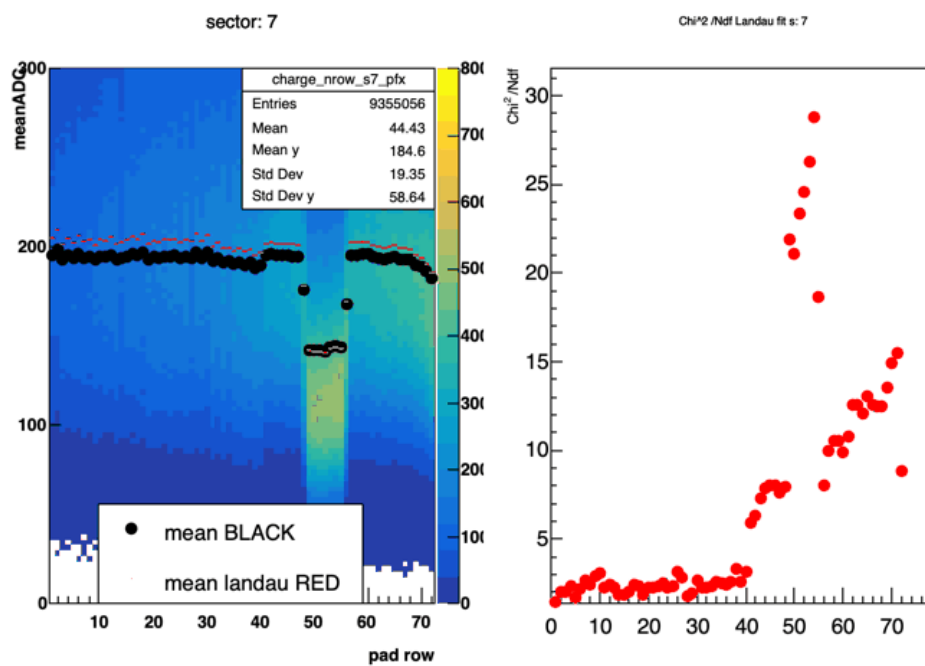 sector: 7
meanADC
300
200
100
0
10
20
30
40
50
60
70
pad row
charge_nrow_s7_pfx
Entries 9355056
Mean 44.43
Mean y 184.6
Std Dev 19.35
Std Dev y 58.64
mean BLACK
mean landau RED
800
700
600
500
400
300
200
100
0
Chi^2 /Ndf Landau fit s: 7
Chi² /Ndf
30
25
20
15
10
5
0
10
20
30
40
50
60
70